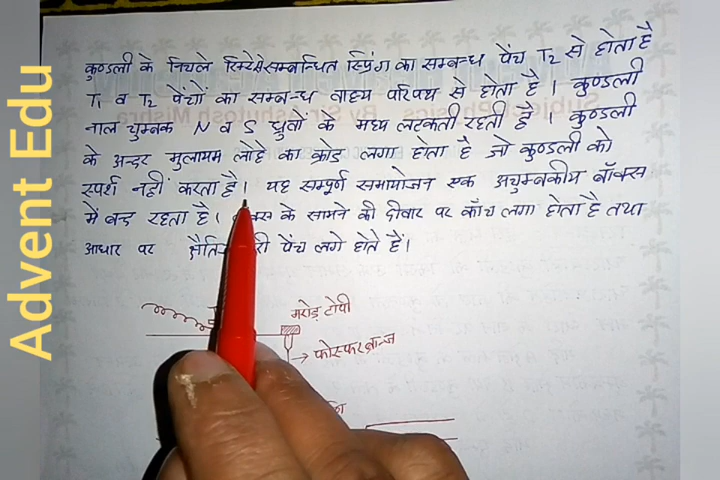 Advent Edu
कुण्डली के निचले सिरे से सम्बन्धित स्प्रिंग का सम्बन्ध पेंच T2 से होता है
T1 व T2 पेंचों का सम्बन्ध वाहय परिपथ से होता है । कुण्डली
नाल चुम्बक N व S ध्रुवों के मध्य लटकती रहती है । कुण्डली
के अन्दर मुलायम लोहे का क्रोड लगा होता है जो कुण्डली को
स्पर्श नहीं करता है। यह सम्पूर्ण समायोजन एक अचुम्बकीय बॉक्स
में बन्द रहता है। के सामने की दीवार पर काँच लगा होता है तथा
आधार पर पेंच लगे होते हैं।
मरोड़ टोपी
फोस्फर ब्रान्ज